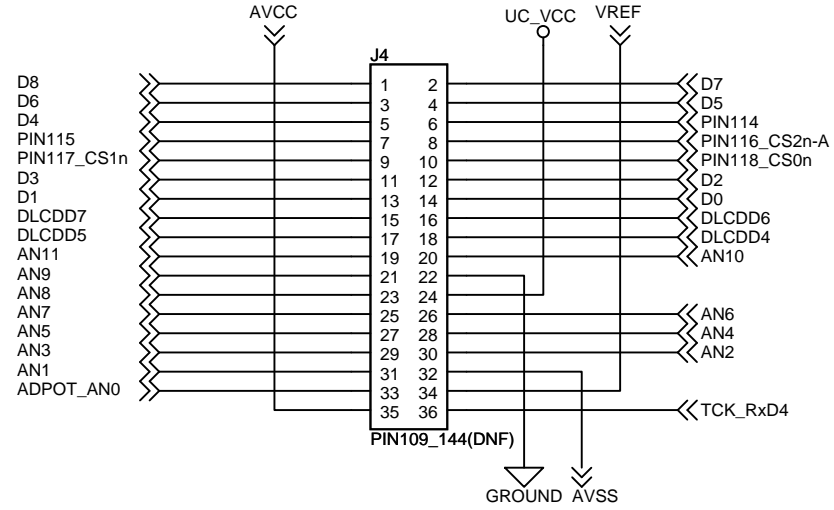 AVCC UC_VCC VREF
J4
D8 1 2 D7
D6 3 4 D5
D4 5 6 PIN114
PIN115 7 8 PIN116_CS2n-A
PIN117_CS1n 9 10 PIN118_CS0n
D3 11 12 D2
D1 13 14 D0
DLCDD7 15 16 DLCDD6
DLCDD5 17 18 DLCDD4
AN11 19 20 AN10
AN9 21 22
AN8 23 24
AN7 25 26 AN6
AN5 27 28 AN4
AN3 29 30 AN2
AN1 31 32
ADPOT_AN0 33 34
35 36 TCK_RxD4
PIN109_144(DNF)
GROUND AVSS